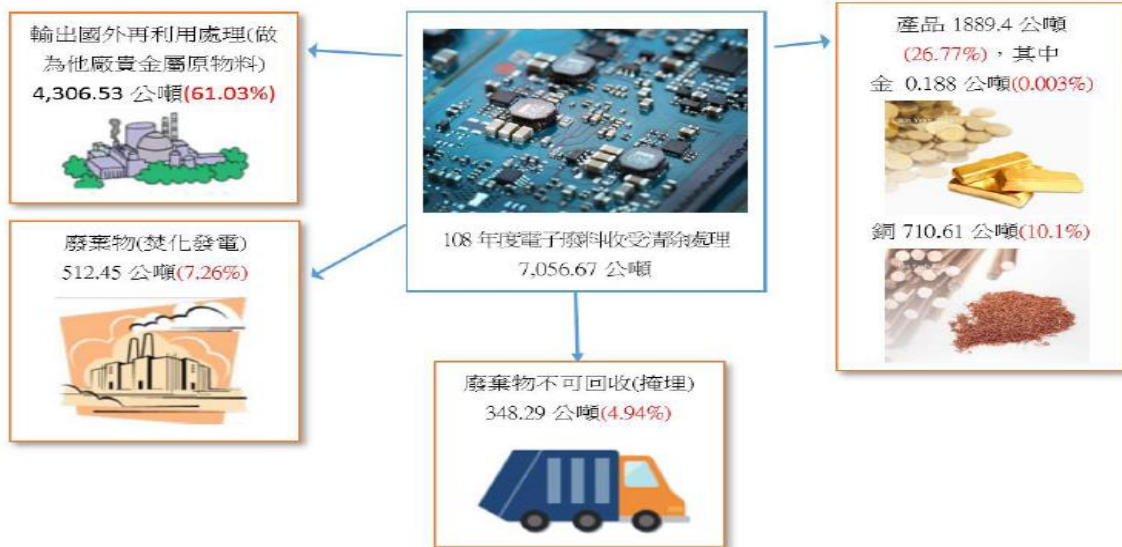 輸出國外再利用處理(做
為他廠貴金屬原物料)
4,306.53 公噸(61.03%)
廢棄物(焚化發電)
512.45 公噸(7.26%)
108 年度電子廢料收受清除處理
7,056.67 公噸
廢棄物不可回收(掩埋)
348.29 公噸(4.94%)
產品 1889.4 公噸
(26.77%)，其中
金 0.188 公噸(0.003%)
銅 710.61 公噸(10.1%)